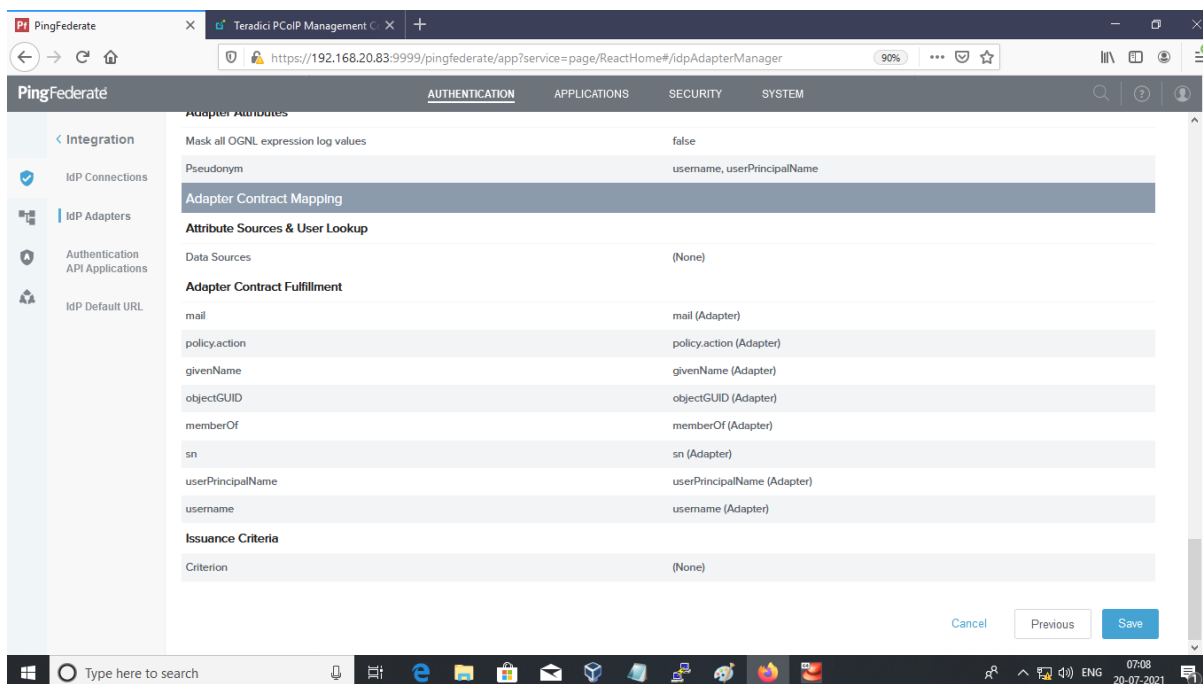 Pf PingFederate
Teradici PCoIP Management C
https://192.168.20.83:9999/pingfederate/app?service=page/ReactHome#/idpAdapterManager
90%
PingFederate
AUTHENTICATION APPLICATIONS SECURITY SYSTEM
Integration
IdP Connections
IdP Adapters
Authentication
API Applications
IdP Default URL
Adapter Attributes
Mask all OGNL expression log values false
Pseudonym username, userPrincipalName
Adapter Contract Mapping
Attribute Sources & User Lookup
Data Sources (None)
Adapter Contract Fulfillment
mail mail (Adapter)
policy.action policy.action (Adapter)
givenName givenName (Adapter)
objectGUID objectGUID (Adapter)
memberOf memberOf (Adapter)
sn sn (Adapter)
userPrincipalName userPrincipalName (Adapter)
username username (Adapter)
Issuance Criteria
Criterion (None)
Cancel Previous Save
Type here to search
ENG
07:08
20-07-2021